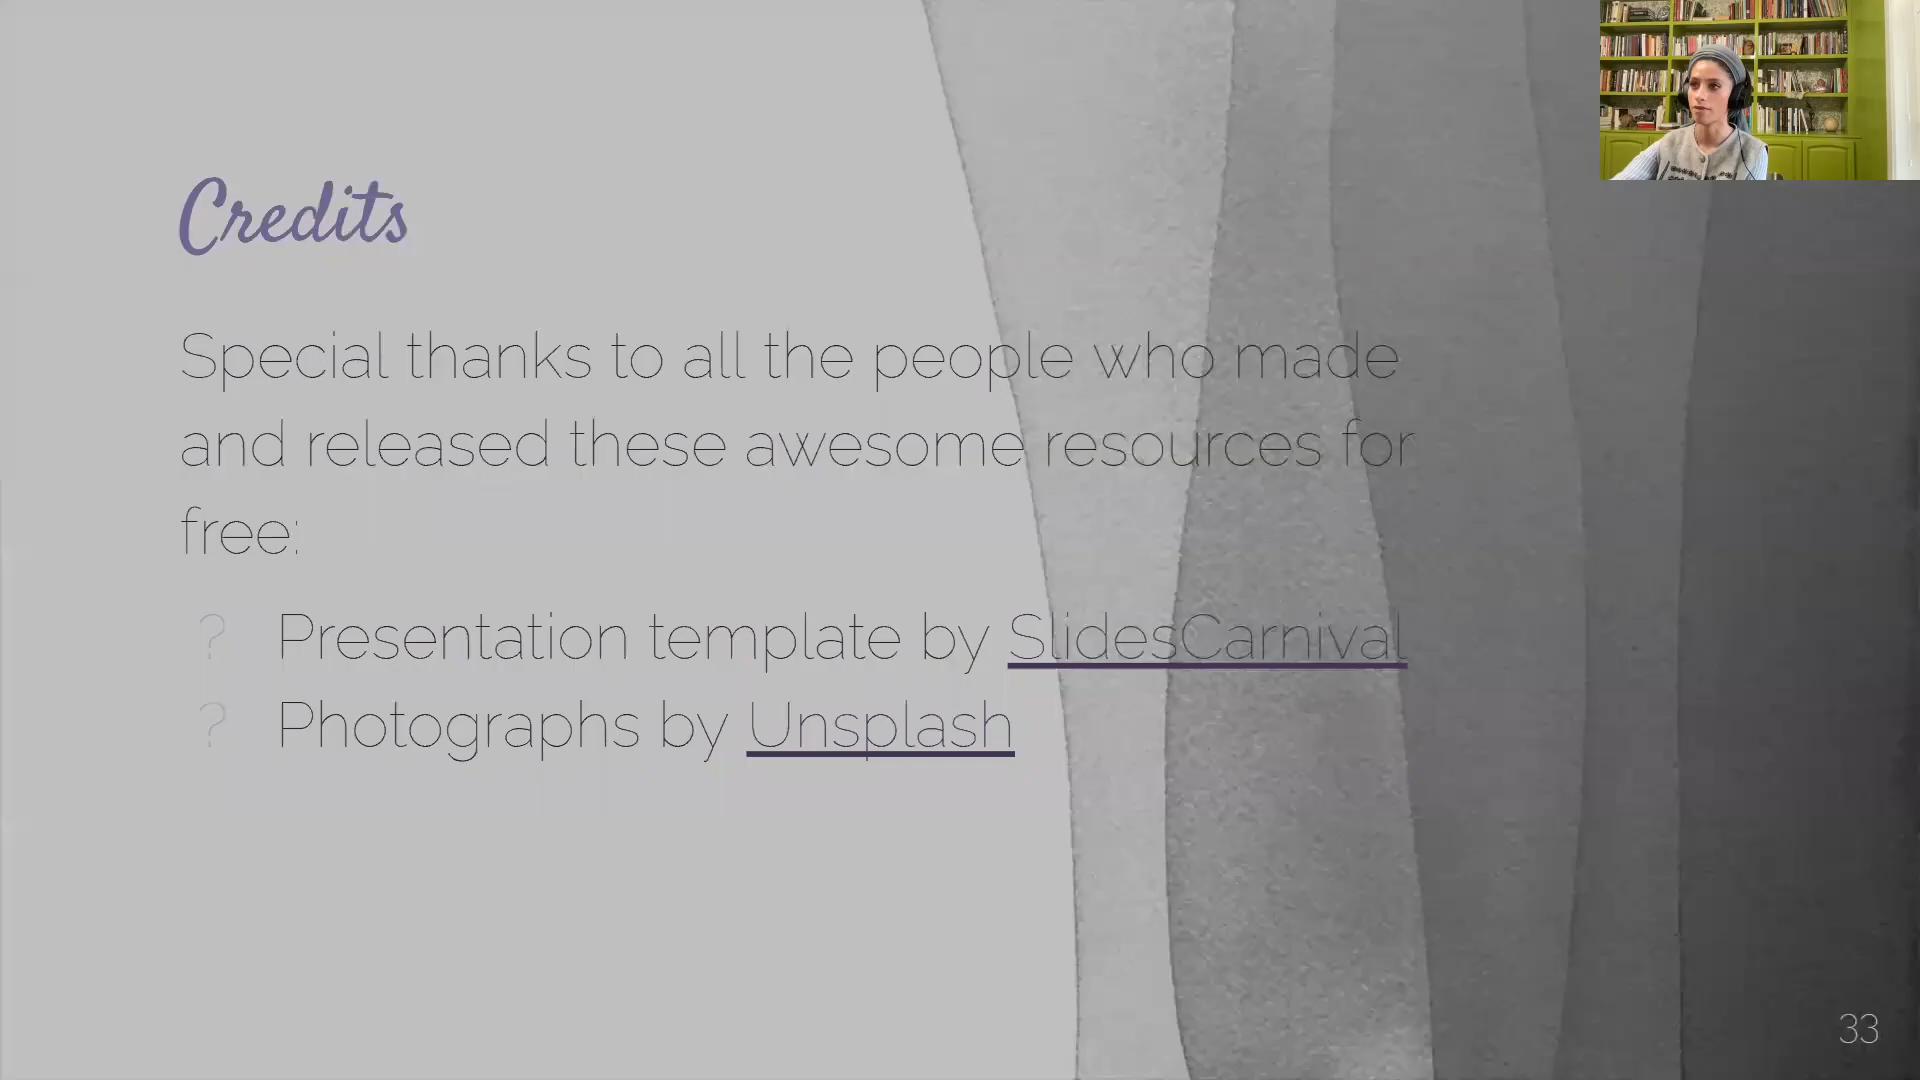 Credits
Special thanks to all the people who made
and released these awesome resources for
free:
? Presentation template by SlidesCarnival
? Photographs by Unsplash
33